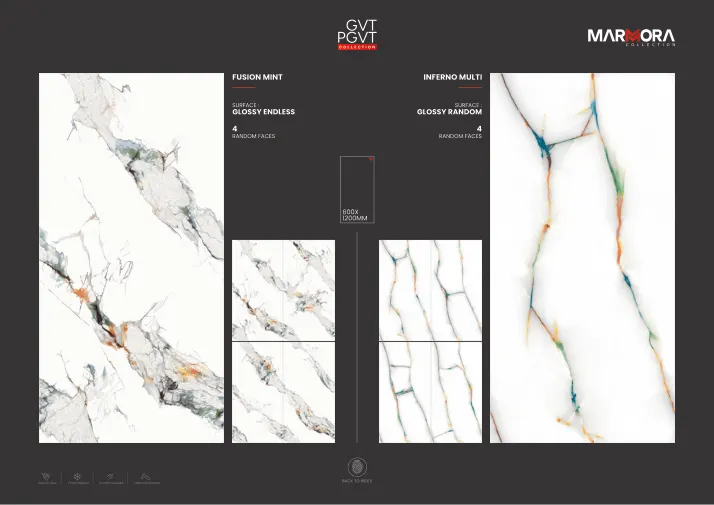 GVT
PGVT
COLLECTION
MARMORA
COLLECTION
FUSION MINT
SURFACE :
GLOSSY ENDLESS
4
RANDOM FACES
INFERNO MULTI
SURFACE :
GLOSSY RANDOM
4
RANDOM FACES
600X
1200MM
BACK TO INDEX